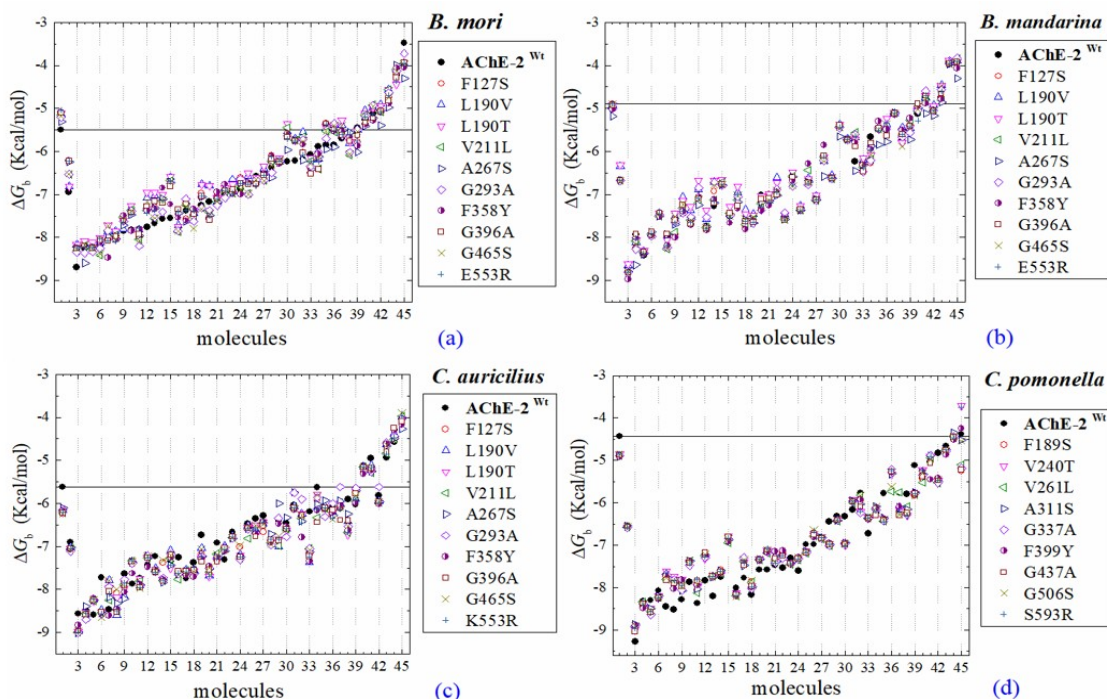 B. mori
-3
-4
-5
-6
-7
-8
-9
ΔG_b (Kcal/mol)
3 6 9 12 15 18 21 24 27 30 33 36 39 42 45
molecules
AChE-2 Wt
F127S
L190V
L190T
V211L
A267S
G293A
F358Y
G396A
G465S
E553R
(a)
B. mandarina
-3
-4
-5
-6
-7
-8
-9
ΔG_b (Kcal/mol)
3 6 9 12 15 18 21 24 27 30 33 36 39 42 45
molecules
AChE-2 Wt
F127S
L190V
L190T
V211L
A267S
G293A
F358Y
G396A
G465S
E553R
(b)
C. auricilius
-3
-4
-5
-6
-7
-8
-9
ΔG_b (Kcal/mol)
3 6 9 12 15 18 21 24 27 30 33 36 39 42 45
molecules
AChE-2 Wt
F127S
L190V
L190T
V211L
A267S
G293A
F358Y
G396A
G465S
K553R
(c)
C. pomonella
-3
-4
-5
-6
-7
-8
-9
ΔG_b (Kcal/mol)
3 6 9 12 15 18 21 24 27 30 33 36 39 42 45
molecules
AChE-2 Wt
F189S
V240T
V261L
A311S
G337A
F399Y
G437A
G506S
S593R
(d)